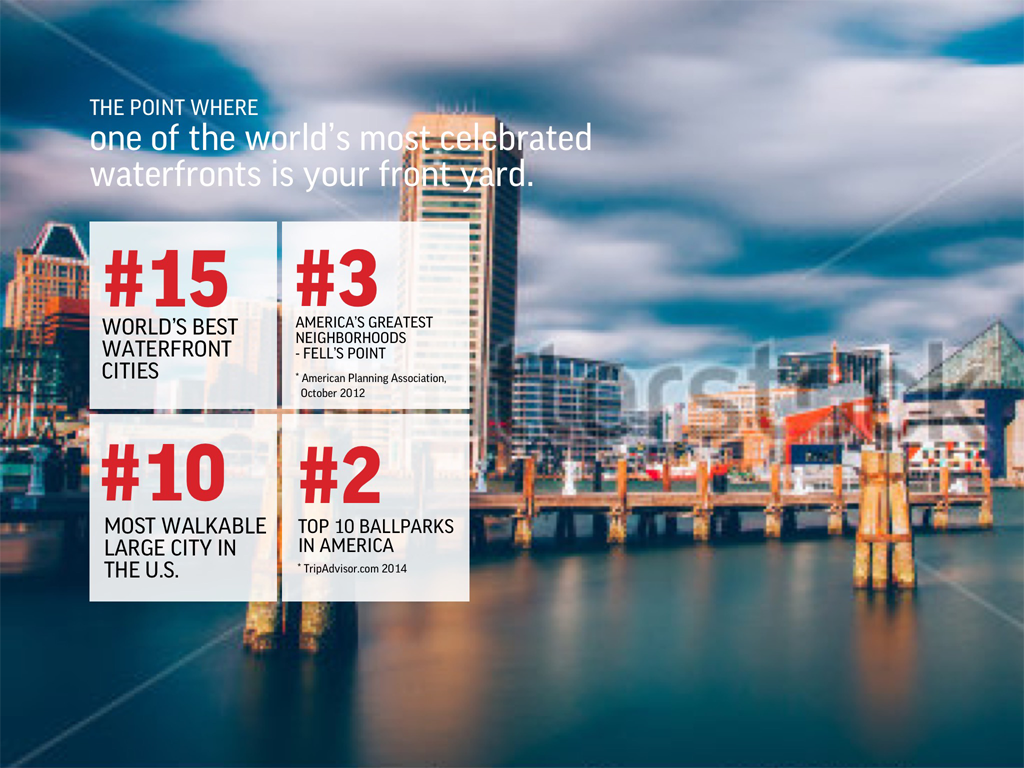 THE POINT WHERE
one of the world's most celebrated
waterfronts is your front yard.
#15
WORLD'S BEST
WATERFRONT
CITIES
#3
AMERICA'S GREATEST
NEIGHBORHOODS
- FELL'S POINT
* American Planning Association,
October 2012
#10
MOST WALKABLE
LARGE CITY IN
THE U.S.
#2
TOP 10 BALLPARKS
IN AMERICA
* TripAdvisor.com 2014